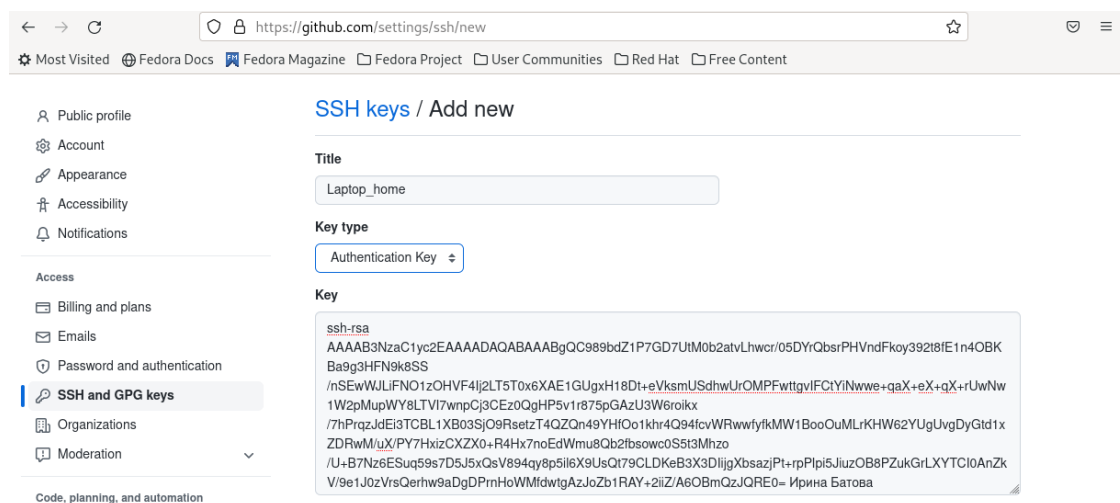 https://github.com/settings/ssh/new
Most Visited Fedora Docs Fedora Magazine Fedora Project User Communities Red Hat Free Content
SSH keys / Add new
Public profile
Account
Appearance
Accessibility
Notifications
Access
Billing and plans
Emails
Password and authentication
SSH and GPG keys
Organizations
Moderation
Code, planning, and automation
Title
Laptop_home
Key type
Authentication Key
Key
ssh-rsa
AAAAB3NzaC1yc2EAAAADAQABAAABgQC989bdZ1P7GD7UtM0b2atvLhwcr/05DYrQbsrPHVndFkoy392t8fE1n4OBK
Ba9g3HFN9k8SS
/nSEwWJLiFNO1zOHVF4Ij2LT5T0x6XAE1GUgxH18Dt+eVksmUSdhwUrOMPFwttgvIFCtYiNwwe+qaX+eX+qX+rUwNw
1W2pMupWY8LTVI7wnpCj3CEz0QgHP5v1r875pGAzU3W6roikx
/7hPrqzJdEi3TCBL1XB03SjO9RsetzT4QZQn49YHfOo1khr4Q94fcvWRwwfyfkMW1BooOuMLrKHW62YUgUvgDyGtd1x
ZDRwM/uX/PY7HxizCXZX0+R4Hx7noEdWmu8Qb2fbsowc0S5t3Mhzo
/U+B7Nz6ESuq59s7D5J5xQsV894qy8p5il6X9UsQt79CLDKeB3X3DIijgXbsazjPt+rpPIpi5JiuzOB8PZukGrLXYTCI0AnZk
V/9e1J0zVrsQerhw9aDgDPrnHoWMfdwtgAzJoZb1RAY+2iiZ/A6OBmQzJQRE0= Ирина Батова